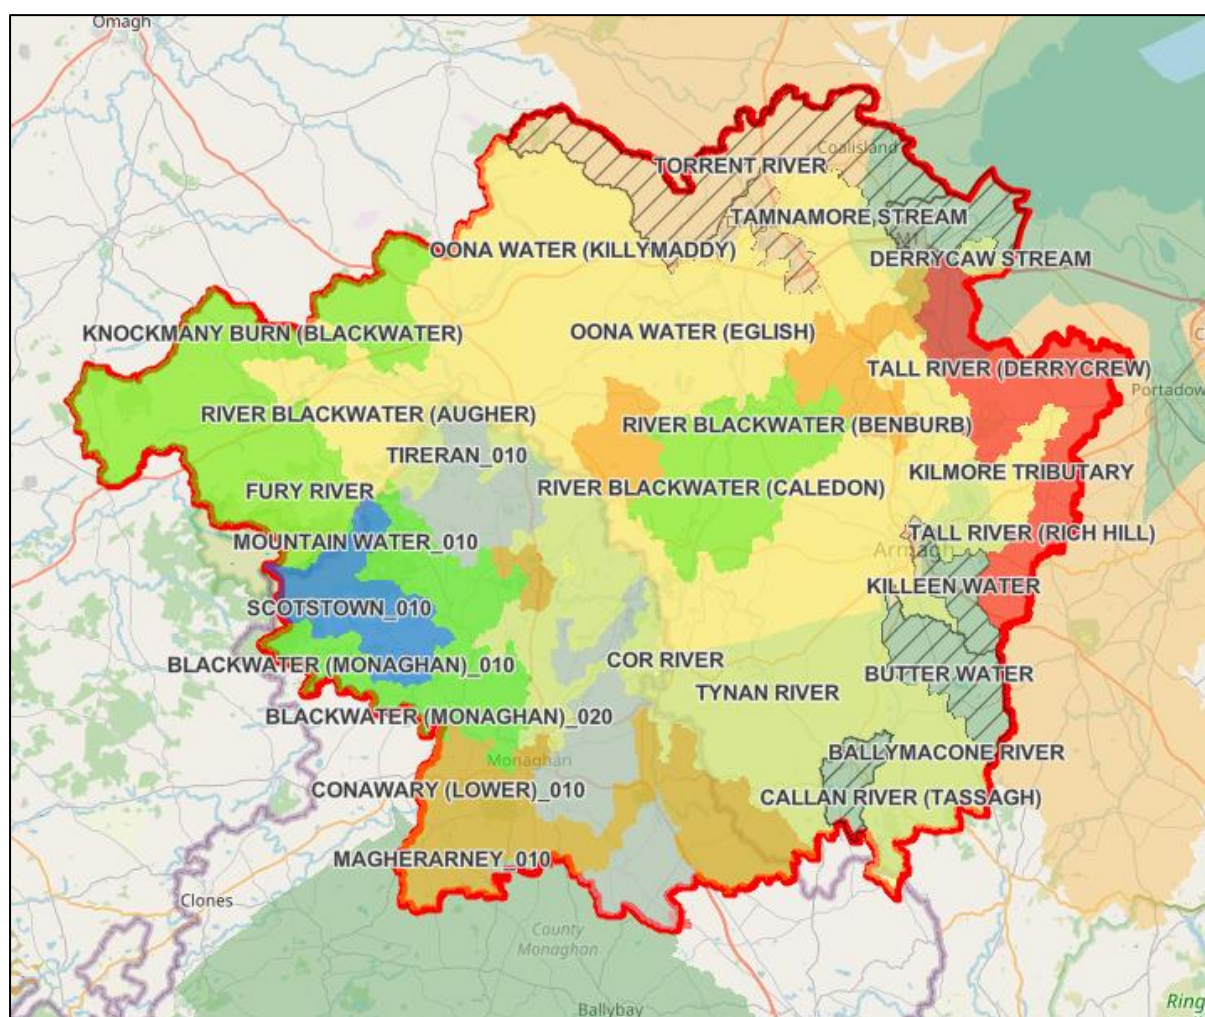 Omagh
Coalisland
TORRENT RIVER
TAMNAMORE STREAM
M1
OONA WATER (KILLYMADDY)
DERRYCAW STREAM
KNOCKMANY BURN (BLACKWATER)
OONA WATER (EGLISH)
TALL RIVER (DERRYCREW)
Portadow
RIVER BLACKWATER (AUGHER)
RIVER BLACKWATER (BENBURB)
TIRERAN_010
KILMORE TRIBUTARY
FURY RIVER
RIVER BLACKWATER (CALEDON)
MOUNTAIN WATER_010
TALL RIVER (RICH HILL)
Armagh
KILLEEN WATER
SCOTSTOWN_010
BLACKWATER (MONAGHAN)_010
COR RIVER
BUTTER WATER
TYNAN RIVER
BLACKWATER (MONAGHAN)_020
BALLYMACONE RIVER
Monaghan
CONAWARY (LOWER)_010
CALLAN RIVER (TASSAGH)
MAGHERARNEY_010
Clones
County
Monaghan
Ballybay
Ring